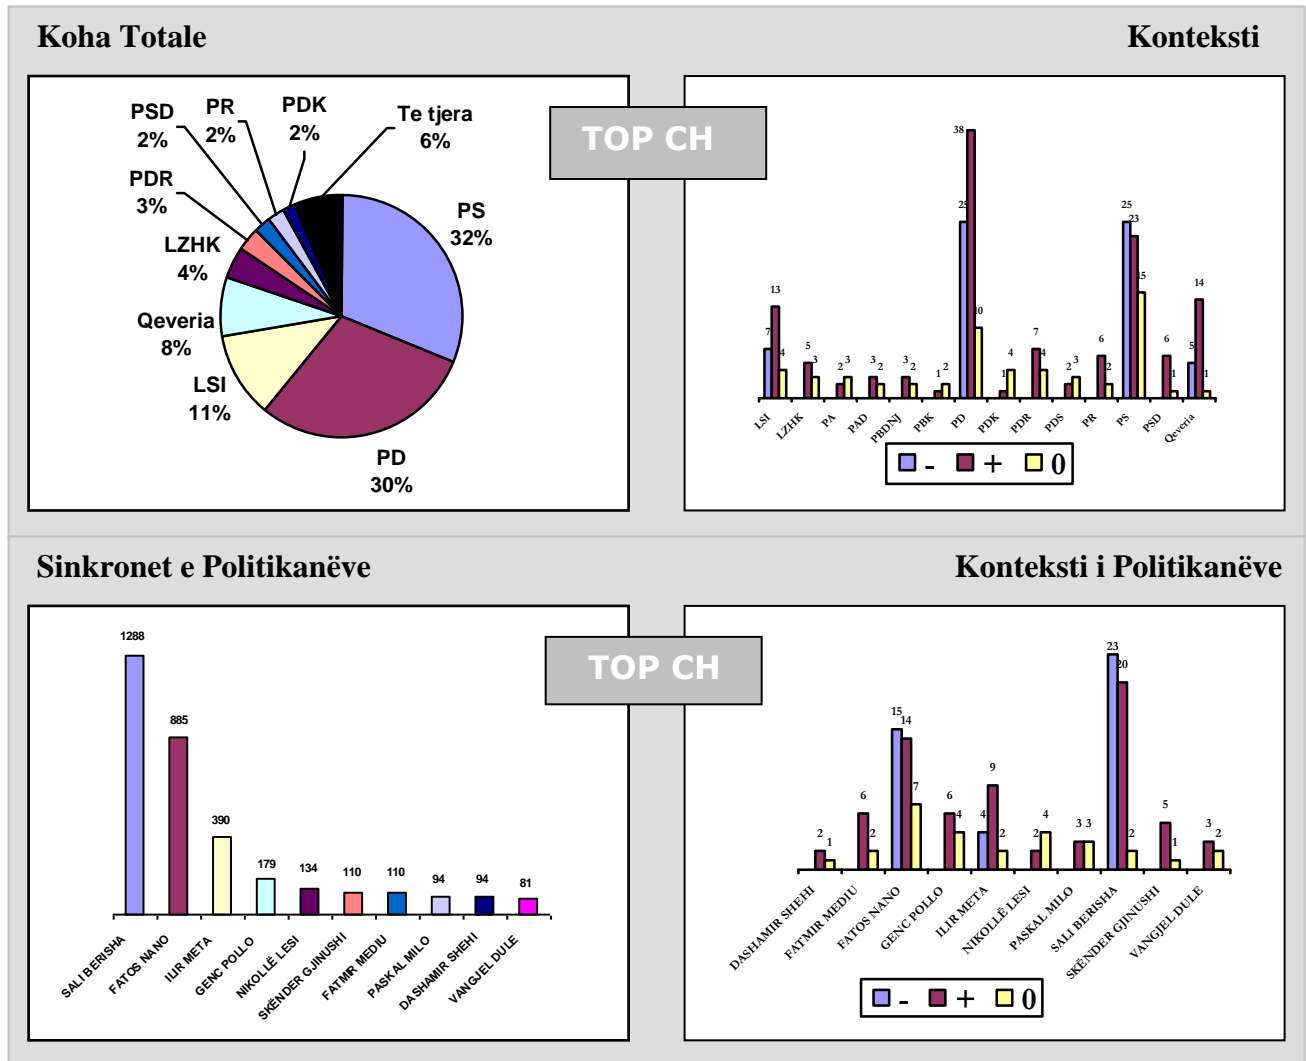 Koha Totale
Konteksti
TOP CH
PSD
2%
PR
2%
PDK
2%
Te tjera
6%
PDR
3%
LZHK
4%
Qeveria
8%
LSI
11%
PD
30%
PS
32%
7 13 4 5 3 2 3 3 2 3 2 1 2 25 38 10 1 4 7 4 2 3 6 2 25 23 15 6 1 5 14 1
LSI LZHK PA PAD PBDNJ PBK PD PDK PDR PDS PR PS PSD Qeveria
- + 0
Sinkronet e Politikanëve
Konteksti i Politikanëve
TOP CH
1288 885 390 179 134 110 110 94 94 81
SALI BERISHA
FATOS NANO
ILIR META
GENC POLLO
NIKOLLË LESI
SKËNDER GJINUSHI
FATMIR MEDIU
PASKAL MILO
DASHAMIR SHEHI
VANGJEL DULE
2 1 6 2 15 14 7 6 4 4 9 2 2 4 3 3 23 20 2 5 1 3 2
DASHAMIR SHEHI
FATMIR MEDIU
FATOS NANO
GENC POLLO
ILIR META
NIKOLLË LESI
PASKAL MILO
SALI BERISHA
SKËNDER GJINUSHI
VANGJEL DULE
- + 0